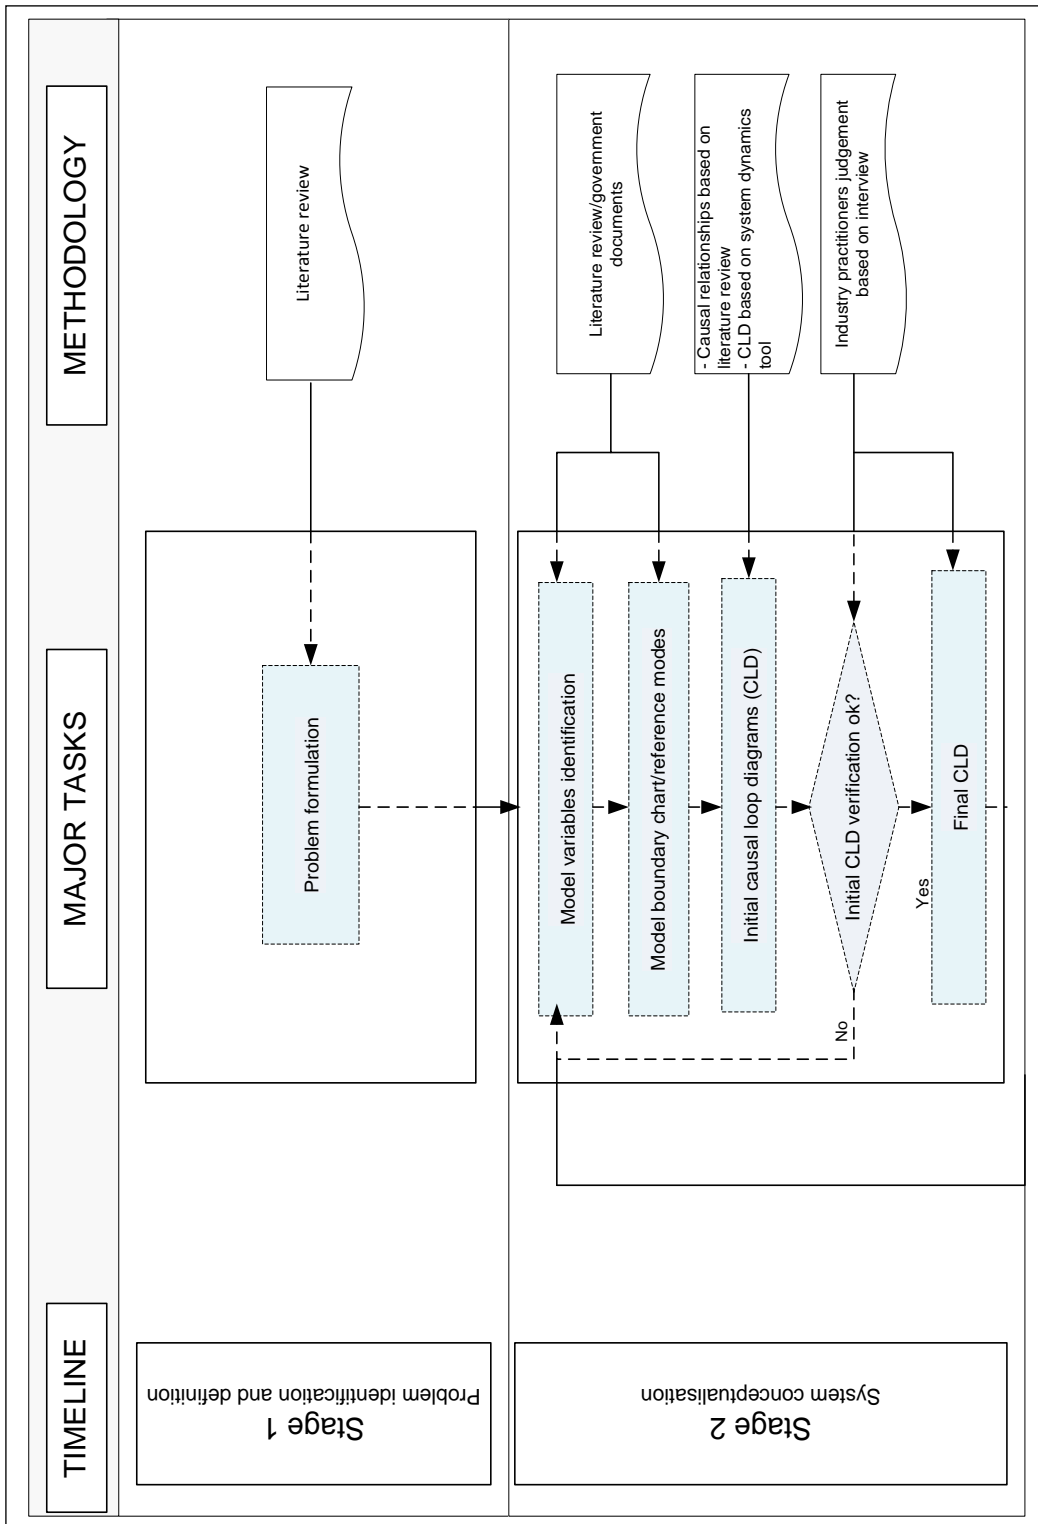 TIMELINE
MAJOR TASKS
METHODOLOGY
Stage 1
Problem identification and definition
Problem formulation
Literature review
Stage 2
System conceptualisation
Model variables identification
Model boundary chart/reference modes
Initial causal loop diagrams (CLD)
Initial CLD verification ok?
No
Yes
Final CLD
Literature review/government
documents
- Causal relationships based on
literature review
- CLD based on system dynamics
tool
Industry practitioners judgement
based on interview